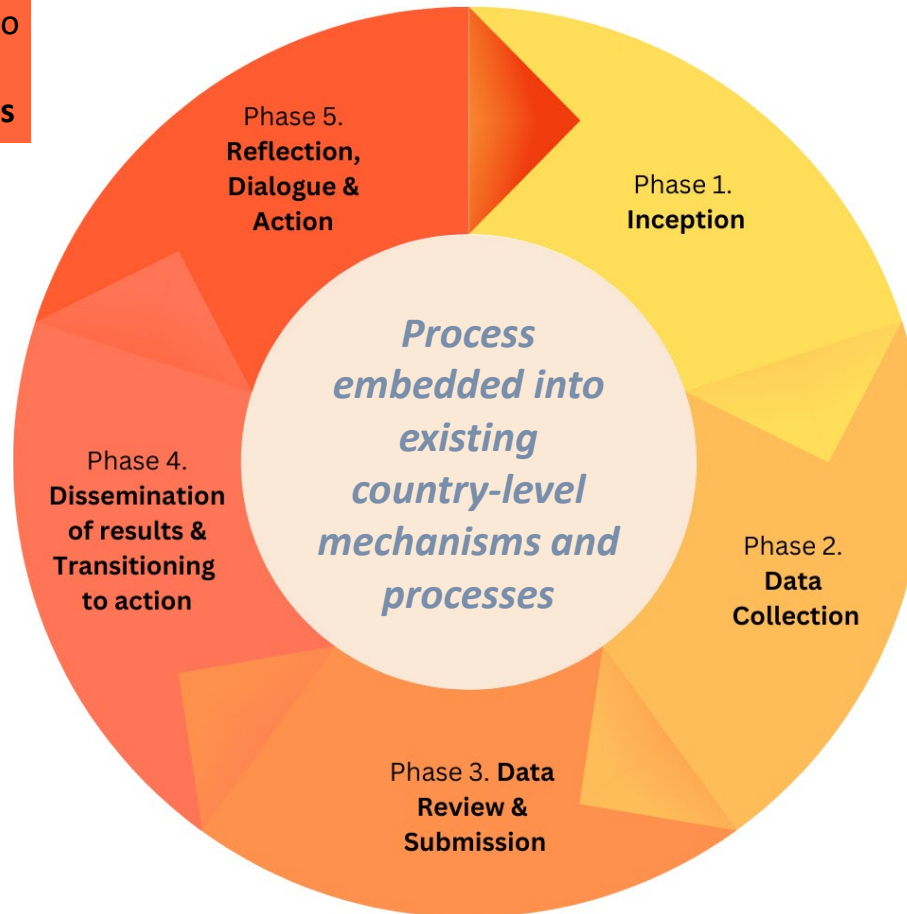 o
s
Phase 1.
Inception
Phase 2.
Data
Collection
Phase 3. Data
Review &
Submission
Phase 4.
Dissemination
of results &
Transitioning
to action
Phase 5.
Reflection,
Dialogue &
Action
Process
embedded into
existing
country-level
mechanisms and
processes